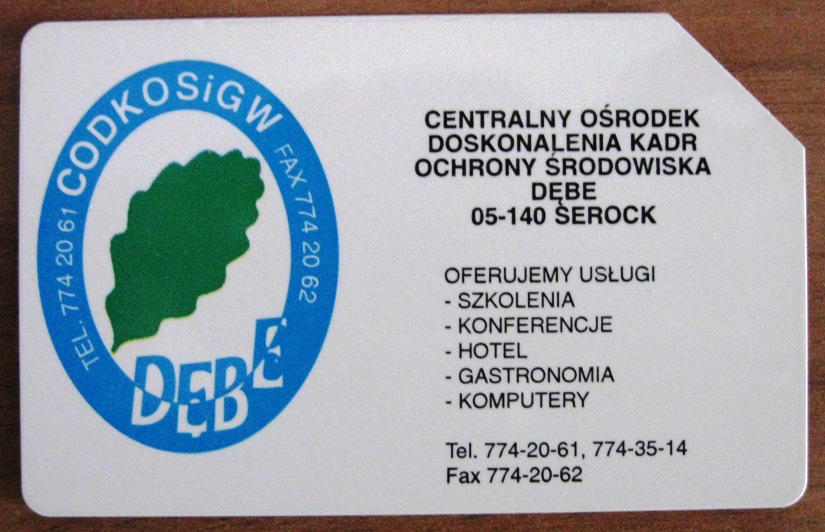 CODKOSiGW
TEL. 774 20 61
FAX 774 20 62
DĘBE
CENTRALNY OŚRODEK
DOSKONALENIA KADR
OCHRONY ŚRODOWISKA
DĘBE
05-140 SEROCK
OFERUJEMY USŁUGI
- SZKOLENIA
- KONFERENCJE
- HOTEL
- GASTRONOMIA
- KOMPUTERY
Tel. 774-20-61, 774-35-14
Fax 774-20-62